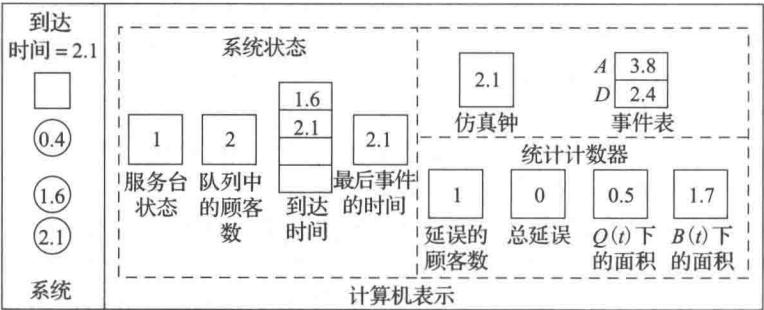 到达
时间=2.1
0.4
1.6
2.1
系统
系统状态
1
服务台
状态
2
队列中
的顾客
数
1.6
2.1
到达
时间
2.1
最后事件
的时间
2.1
仿真钟
A 3.8
D 2.4
事件表
统计计数器
1
延误的
顾客数
0
总延误
0.5
Q(t)下
的面积
1.7
B(t)下
的面积
计算机表示